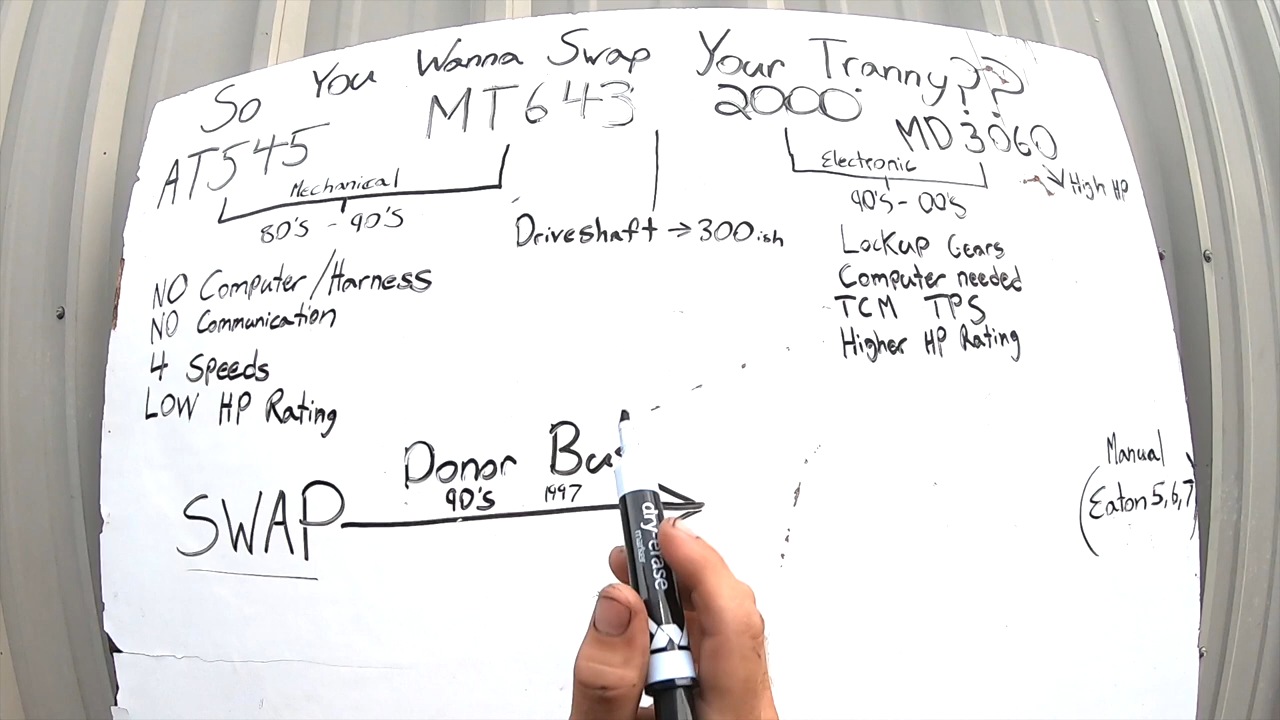 So You Wanna Swap Your Tranny??
AT545 MT643 2000 MD3060
Mechanical
80's - 90's
Electronic
90's - 00's
High HP
Driveshaft → 300ish
NO Computer/Harness
NO Communication
4 Speeds
LOW HP Rating
Lockup Gears
Computer needed
TCM TPS
Higher HP Rating
Donor Bus
90's 1997
SWAP
Manual
(Eaton 5,6,7
dry-erase
marker